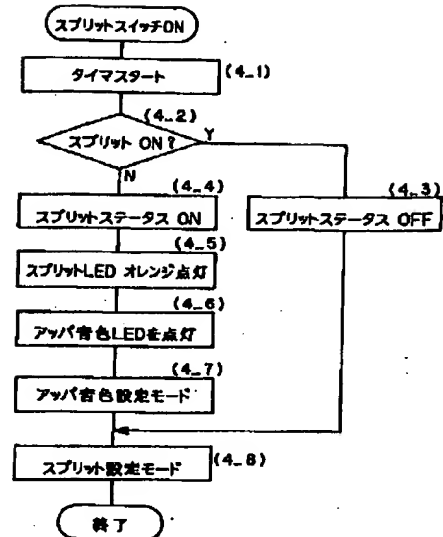 スプリットスイッチON
タイマスタート
(4_1)
(4_2)
スプリット ON?
Y
N
(4_4)
スプリットステータス ON
(4_3)
スプリットステータス OFF
(4_5)
スプリットLED オレンジ点灯
(4_6)
アッパ音色LEDを点灯
(4_7)
アッパ音色設定モード
スプリット設定モード
(4_8)
終了